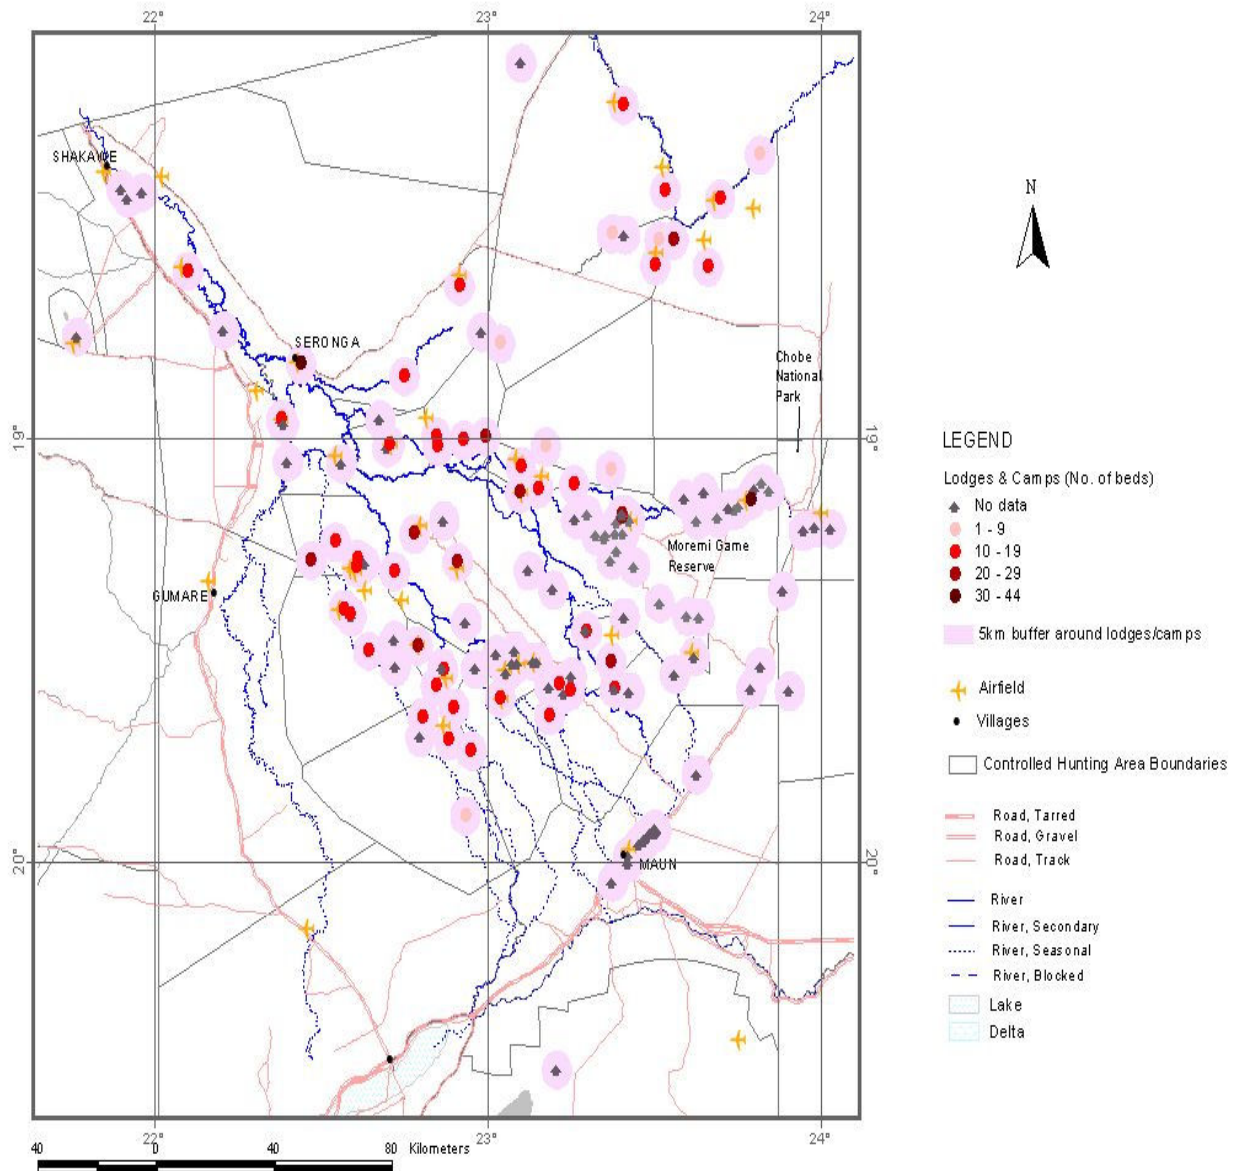 22°
23°
24°
SHAKAWE
SERONGA
Chobe
National
Park
19°
19°
Moremi Game
Reserve
GUMARE
20°
20°
MAUN
22°
23°
24°
40 0 40 80 Kilometers
N
LEGEND
Lodges & Camps (No. of beds)
No data
1 - 9
10 - 19
20 - 29
30 - 44
5km buffer around lodges/camps
Airfield
Villages
Controlled Hunting Area Boundaries
Road, Tarred
Road, Gravel
Road, Track
River
River, Secondary
River, Seasonal
River, Blocked
Lake
Delta